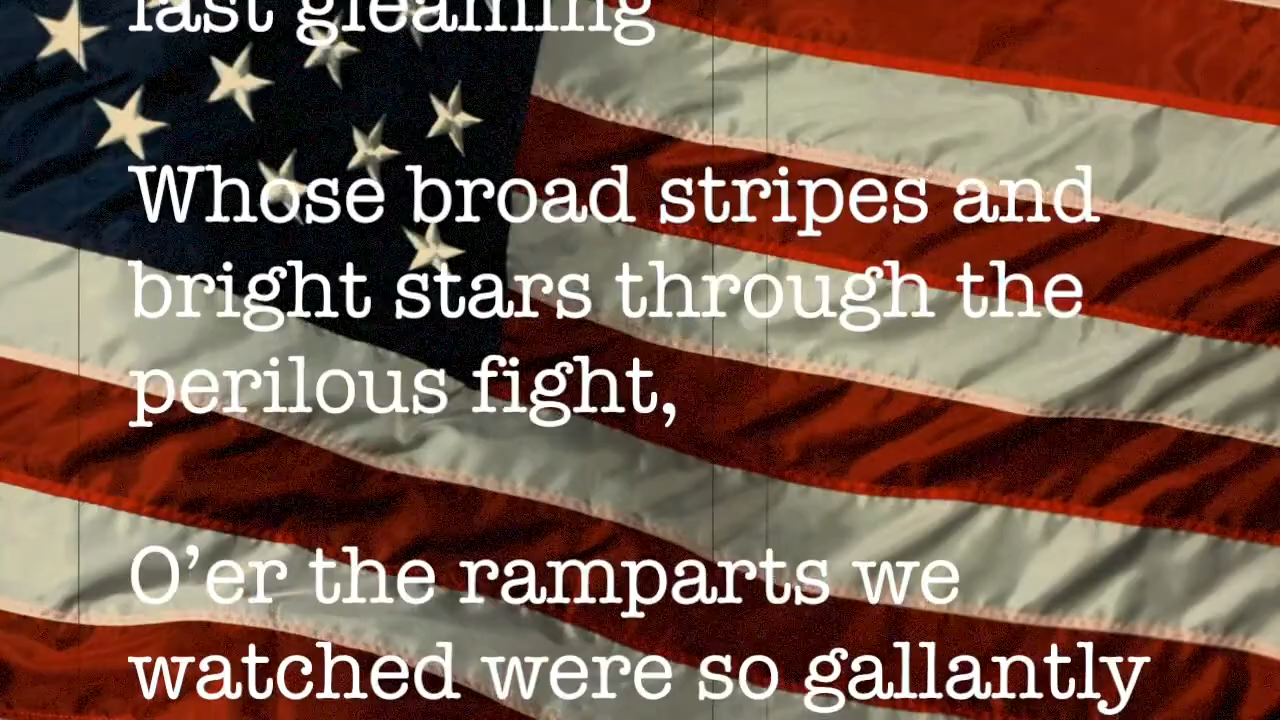 last gleaming
Whose broad stripes and
bright stars through the
perilous fight,
O’er the ramparts we
watched were so gallantly